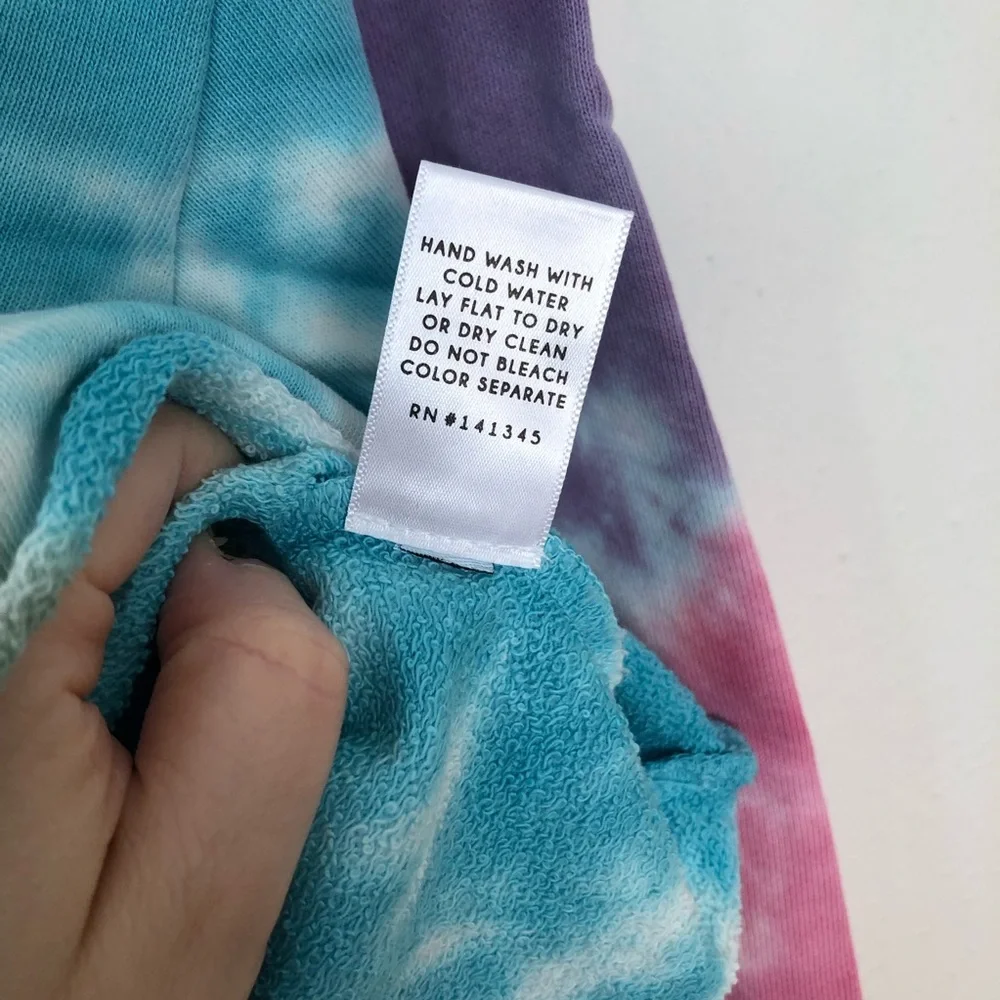 HAND WASH WITH
COLD WATER
LAY FLAT TO DRY
OR DRY CLEAN
DO NOT BLEACH
COLOR SEPARATE
RN #141345